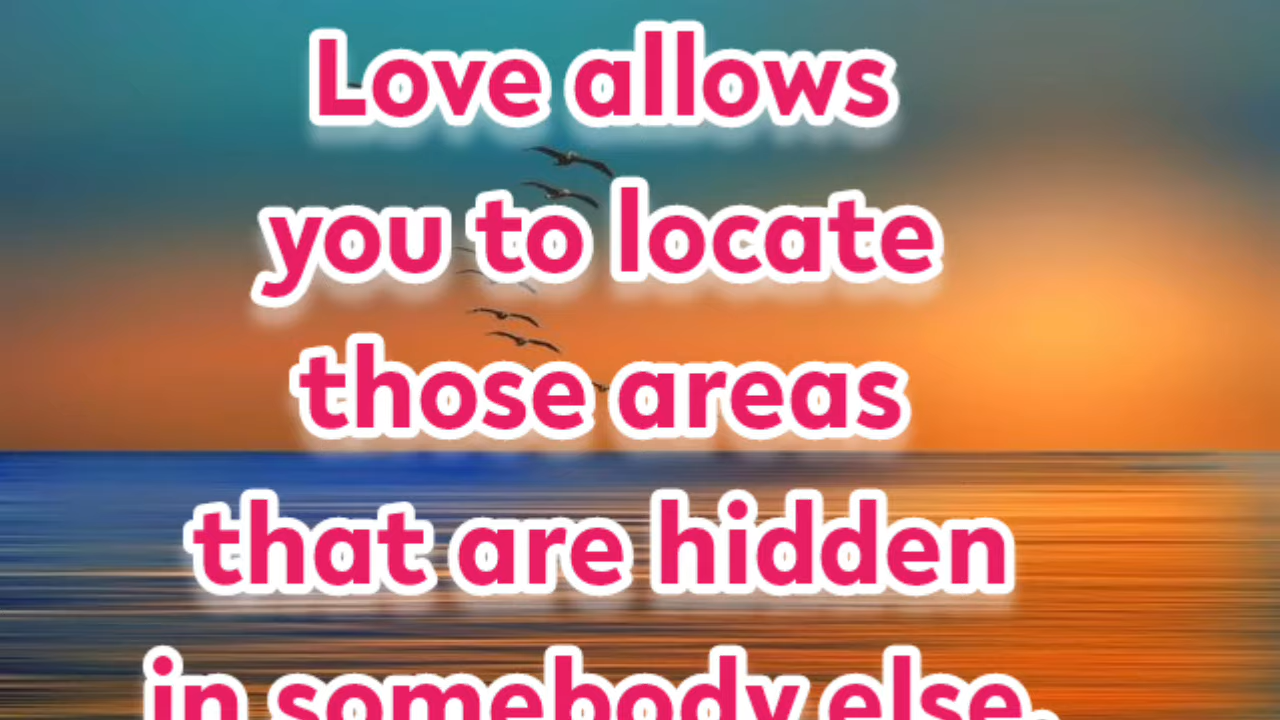 Love allows
you to locate
those areas
that are hidden
in somebody else.